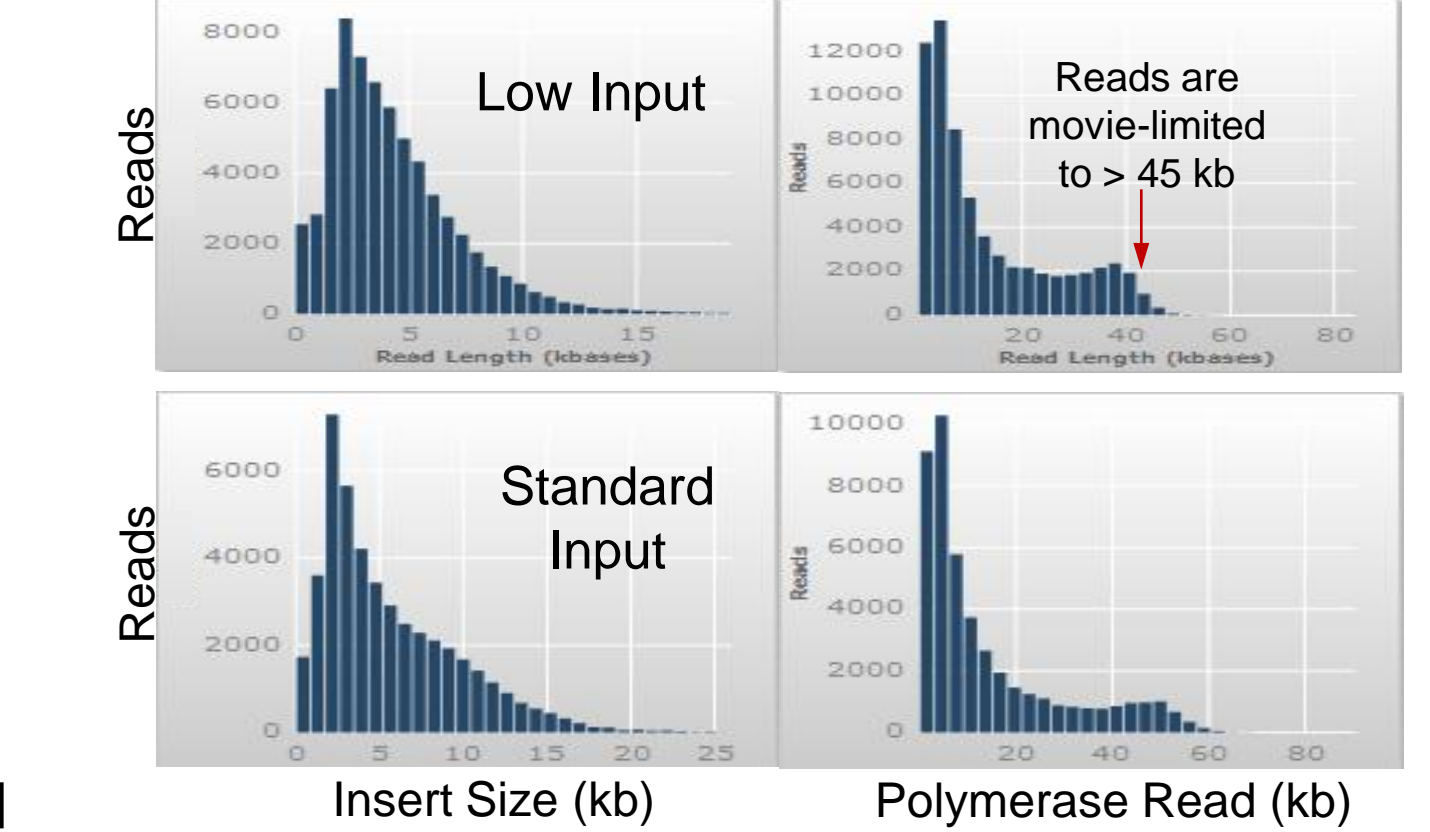 8000
6000
4000
2000
0
0 5 10 15
Read Length (kbases)
Reads
Low Input
12000
10000
8000
6000
4000
2000
0
20 40 60 80
Read Length (kbases)
Reads
Reads are
movie-limited
to > 45 kb
6000
4000
2000
0
0 5 10 15 20 25
Reads
Standard
Input
Insert Size (kb)
10000
8000
6000
4000
2000
0
20 40 60 80
Reads
Polymerase Read (kb)